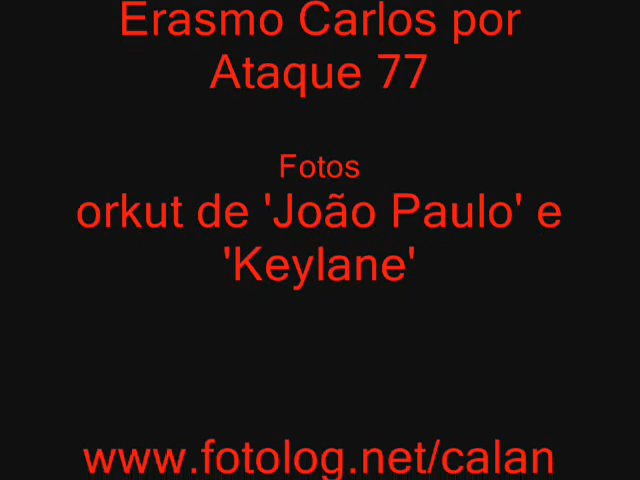 Erasmo Carlos por
Ataque 77
Fotos
orkut de 'João Paulo' e
'Keylane'
www.fotolog.net/calan